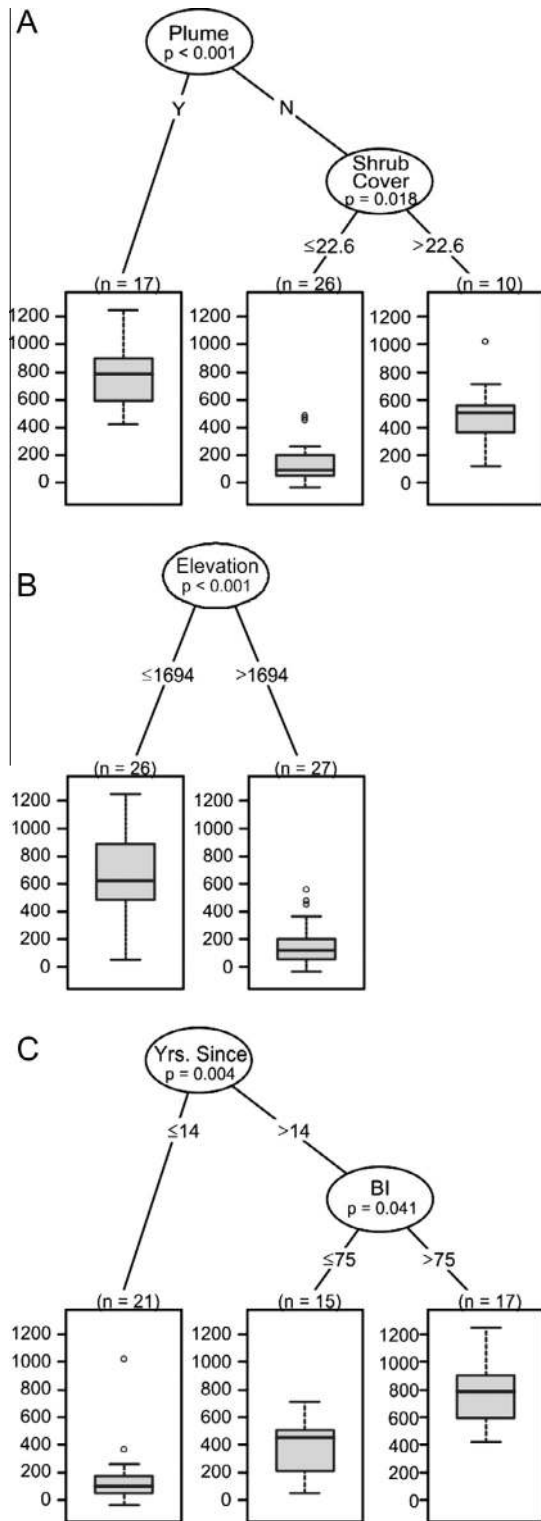 A
Plume
p < 0.001
Y
N
Shrub
Cover
p = 0.018
≤22.6
>22.6
(n = 17)
(n = 26)
(n = 10)
1200
1000
800
600
400
200
0
1200
1000
800
600
400
200
0
1200
1000
800
600
400
200
0
B
Elevation
p < 0.001
≤1694
>1694
(n = 26)
(n = 27)
1200
1000
800
600
400
200
0
1200
1000
800
600
400
200
0
C
Yrs. Since
p = 0.004
≤14
>14
BI
p = 0.041
≤75
>75
(n = 21)
(n = 15)
(n = 17)
1200
1000
800
600
400
200
0
1200
1000
800
600
400
200
0
1200
1000
800
600
400
200
0